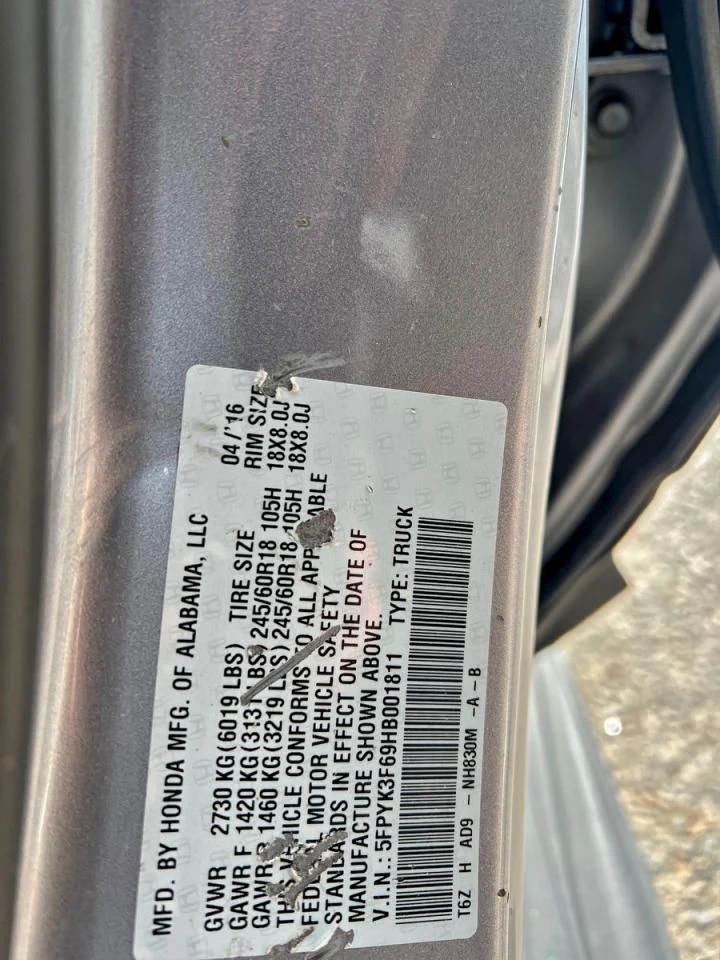 MFD. BY HONDA MFG. OF ALABAMA, LLC 04/'16
GVWR 2730 KG(6019 LBS) TIRE SIZE RIM SIZE
GAWR F 1420 KG(3131 LBS) 245/60R18 105H 18X8.0J
GAWR R 1460 KG(3219 LBS) 245/60R18 105H 18X8.0J
THIS VEHICLE CONFORMS TO ALL APPLICABLE
FEDERAL MOTOR VEHICLE SAFETY
STANDARDS IN EFFECT ON THE DATE OF
MANUFACTURE SHOWN ABOVE.
V.I.N.: 5FPYK3F69HB001811 TYPE: TRUCK
T6Z H AD9 - NH830M -A - B